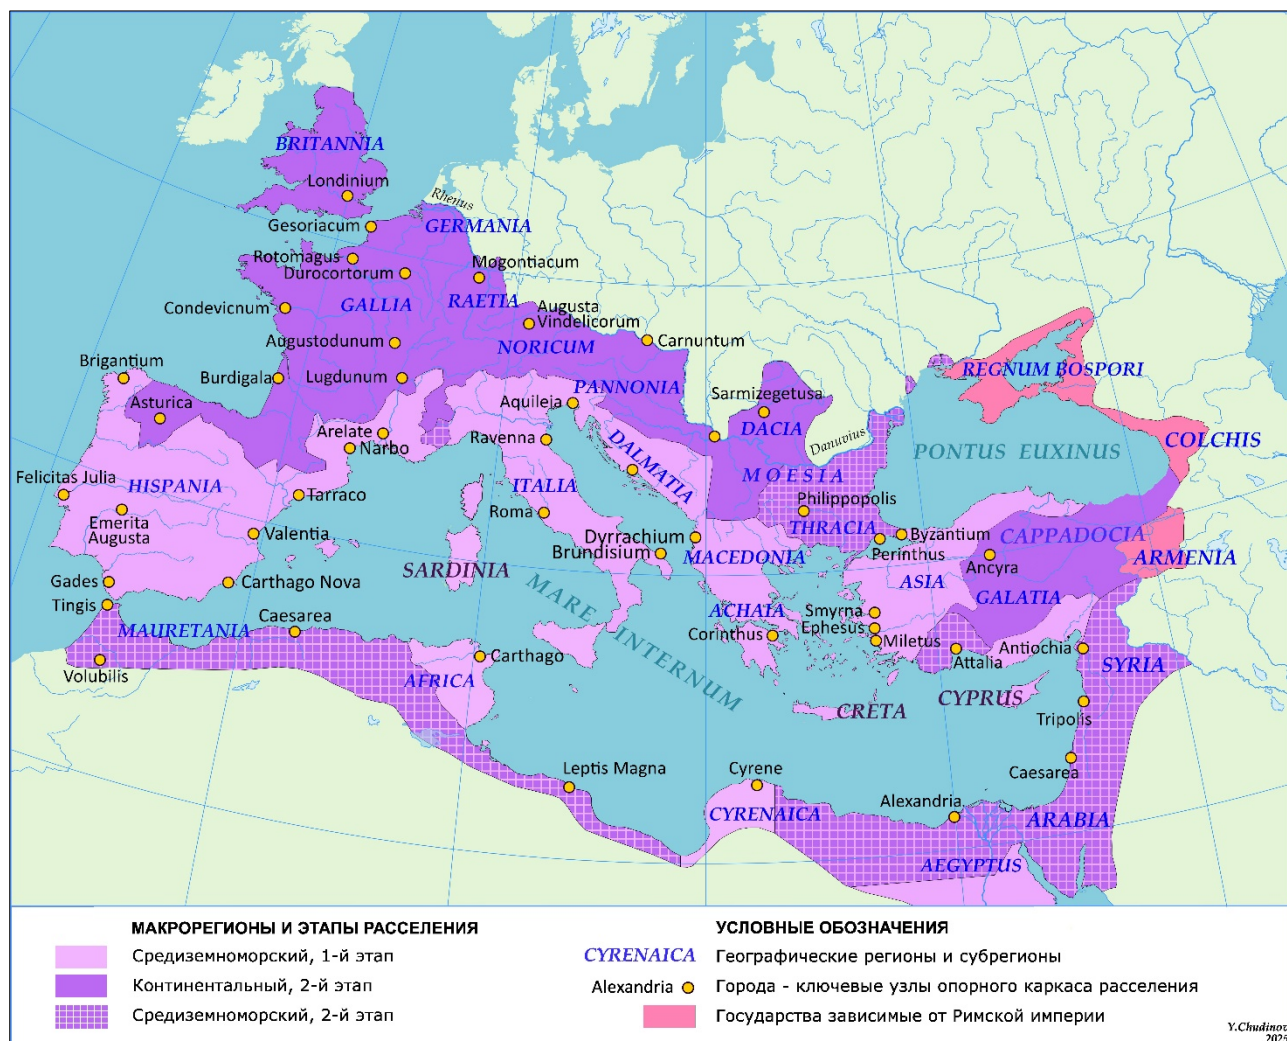 BRITANNIA
Londinium
Rhenus
Gesoriacum
GERMANIA
Rotomagus
Durocortorum
Møgontiacum
GALLIA
RAETIA
Condevicnum
Augusta
Vindelicorum
NORICUM
Carnuntum
Augustodunum
Brigantium
Burdigala
Lugdunum
PANNONIA
REGNUM BOSPORI
Asturica
Aquileja
Sarmizegetusa
DACIA
Danuvius
Arelate
Narbo
Ravenna
DALMATIA
COLCHIS
PONTUS EUXINUS
Felicitas Julia
HISPANIA
Tarraco
ITALIA
MOESIA
Philippopolis
Emerita
Augusta
Roma
Valentia
THRACIA
Byzantium
Perinthus
CAPPADOCIA
Dyrrachium
Brundisium
MACEDONIA
ARMENIA
Ancyra
SARDINIA
ASIA
GALATIA
Gades
Carthago Nova
Tingis
MARE INTERNUM
ACHAIA
Smyrna
Ephesus
Miletus
MAURETANIA
Caesarea
Corinthus
Attalia
Antiochia
SYRIA
Volubilis
Carthago
AFRICA
CRETA
CYPRUS
Tripolis
Leptis Magna
Cyrene
Caesarea
CYRENAICA
Alexandria
ARABIA
AEGYPTUS
МАКРОРЕГИОНЫ И ЭТАПЫ РАССЕЛЕНИЯ
Средиземноморский, 1-й этап
Континентальный, 2-й этап
Средиземноморский, 2-й этап
УСЛОВНЫЕ ОБОЗНАЧЕНИЯ
CYRENAICA Географические регионы и субрегионы
Alexandria Города - ключевые узлы опорного каркаса расселения
Государства зависимые от Римской империи
Y.Chudinov